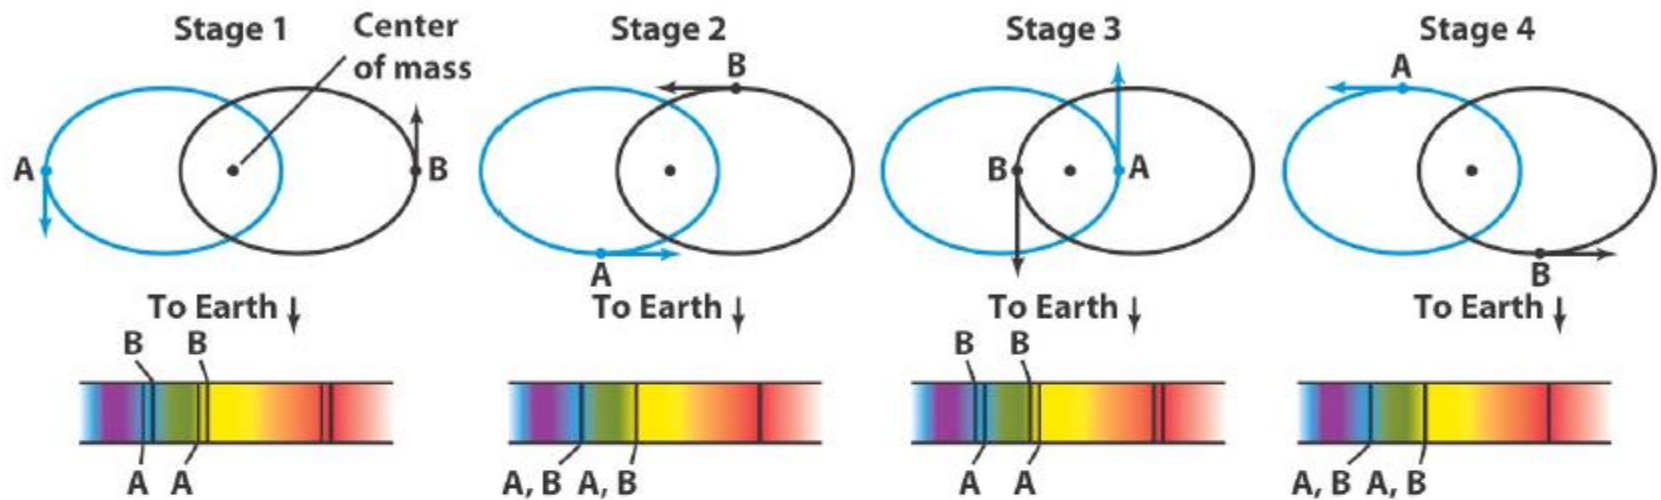 Stage 1
Center
of mass
A
B
To Earth
B B
A A
Stage 2
B
A
To Earth
A, B A, B
Stage 3
B
A
To Earth
B B
A A
Stage 4
A
B
To Earth
A, B A, B